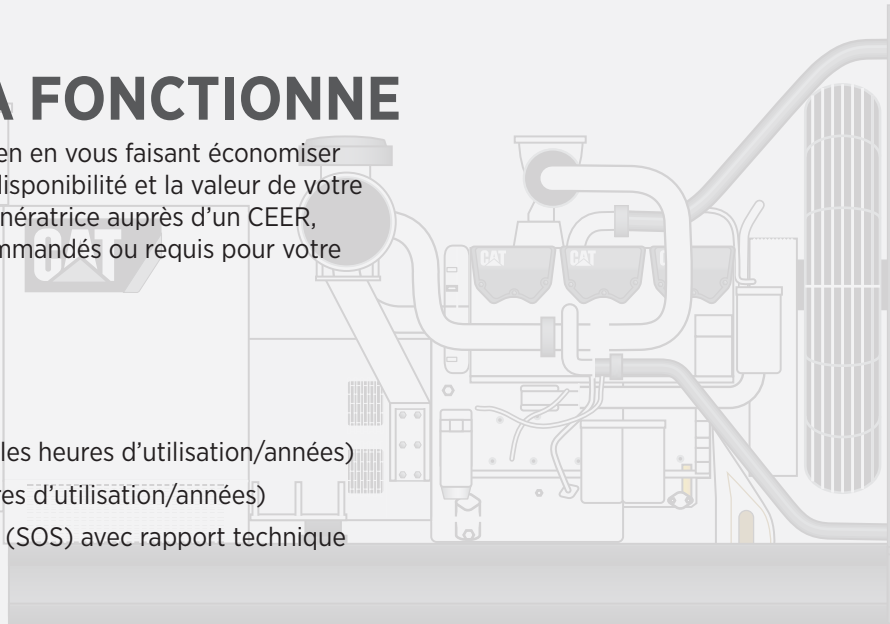 A FONCTIONNE
en en vous faisant économiser
disponibilité et la valeur de votre
nératrice auprès d’un CEER,
mmandés ou requis pour votre
CAT
CAT CAT
les heures d’utilisation/années)
res d’utilisation/années)
(SOS) avec rapport technique